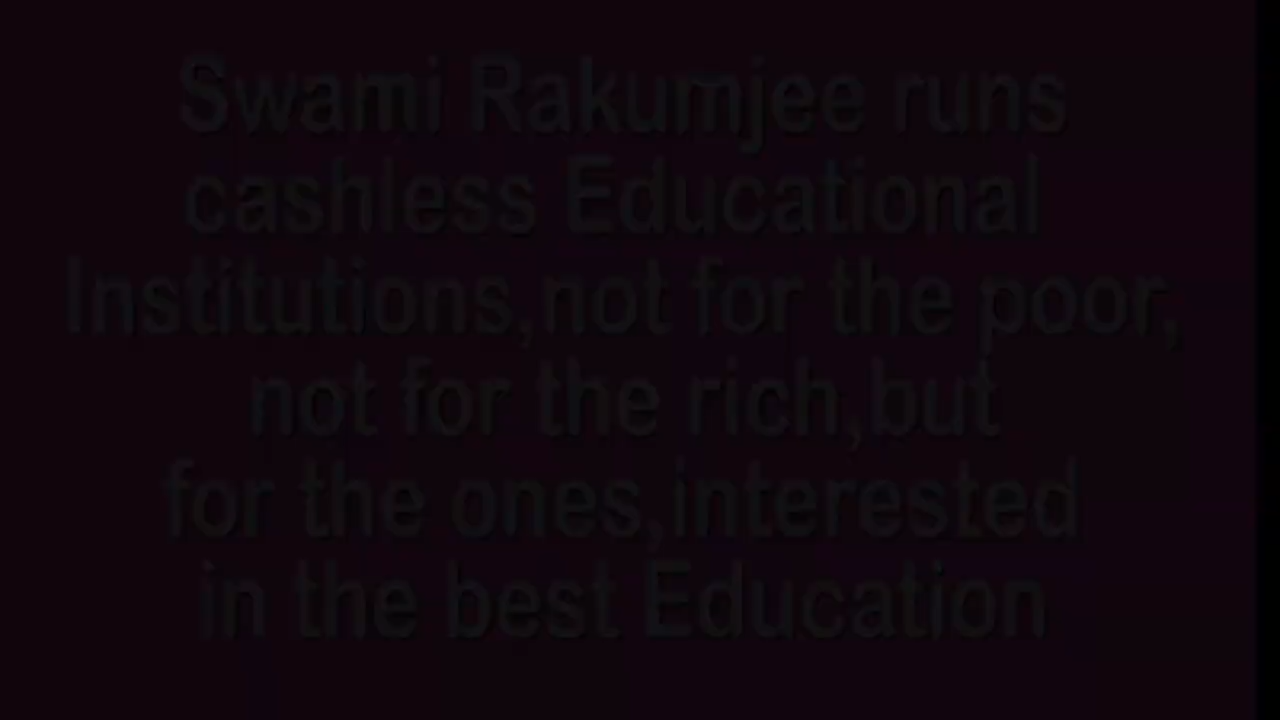 Swami Rakumjee runs
cashless Educational
Institutions,not for the poor,
not for the rich,but
for the ones,interested
in the best Education